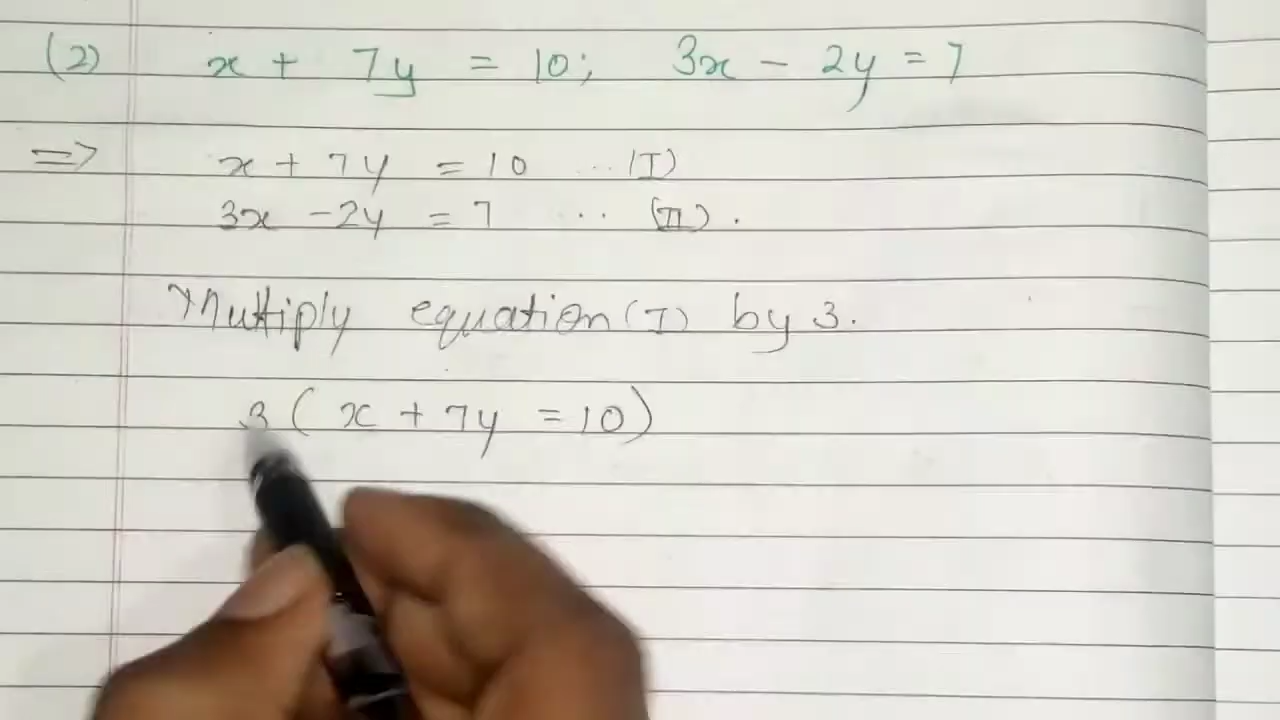 (2) x + 7y = 10; 3x - 2y = 7
=> x + 7y = 10 ... (I)
3x - 2y = 7 ... (II).
Multiply equation (I) by 3.
3 ( x + 7y = 10 )